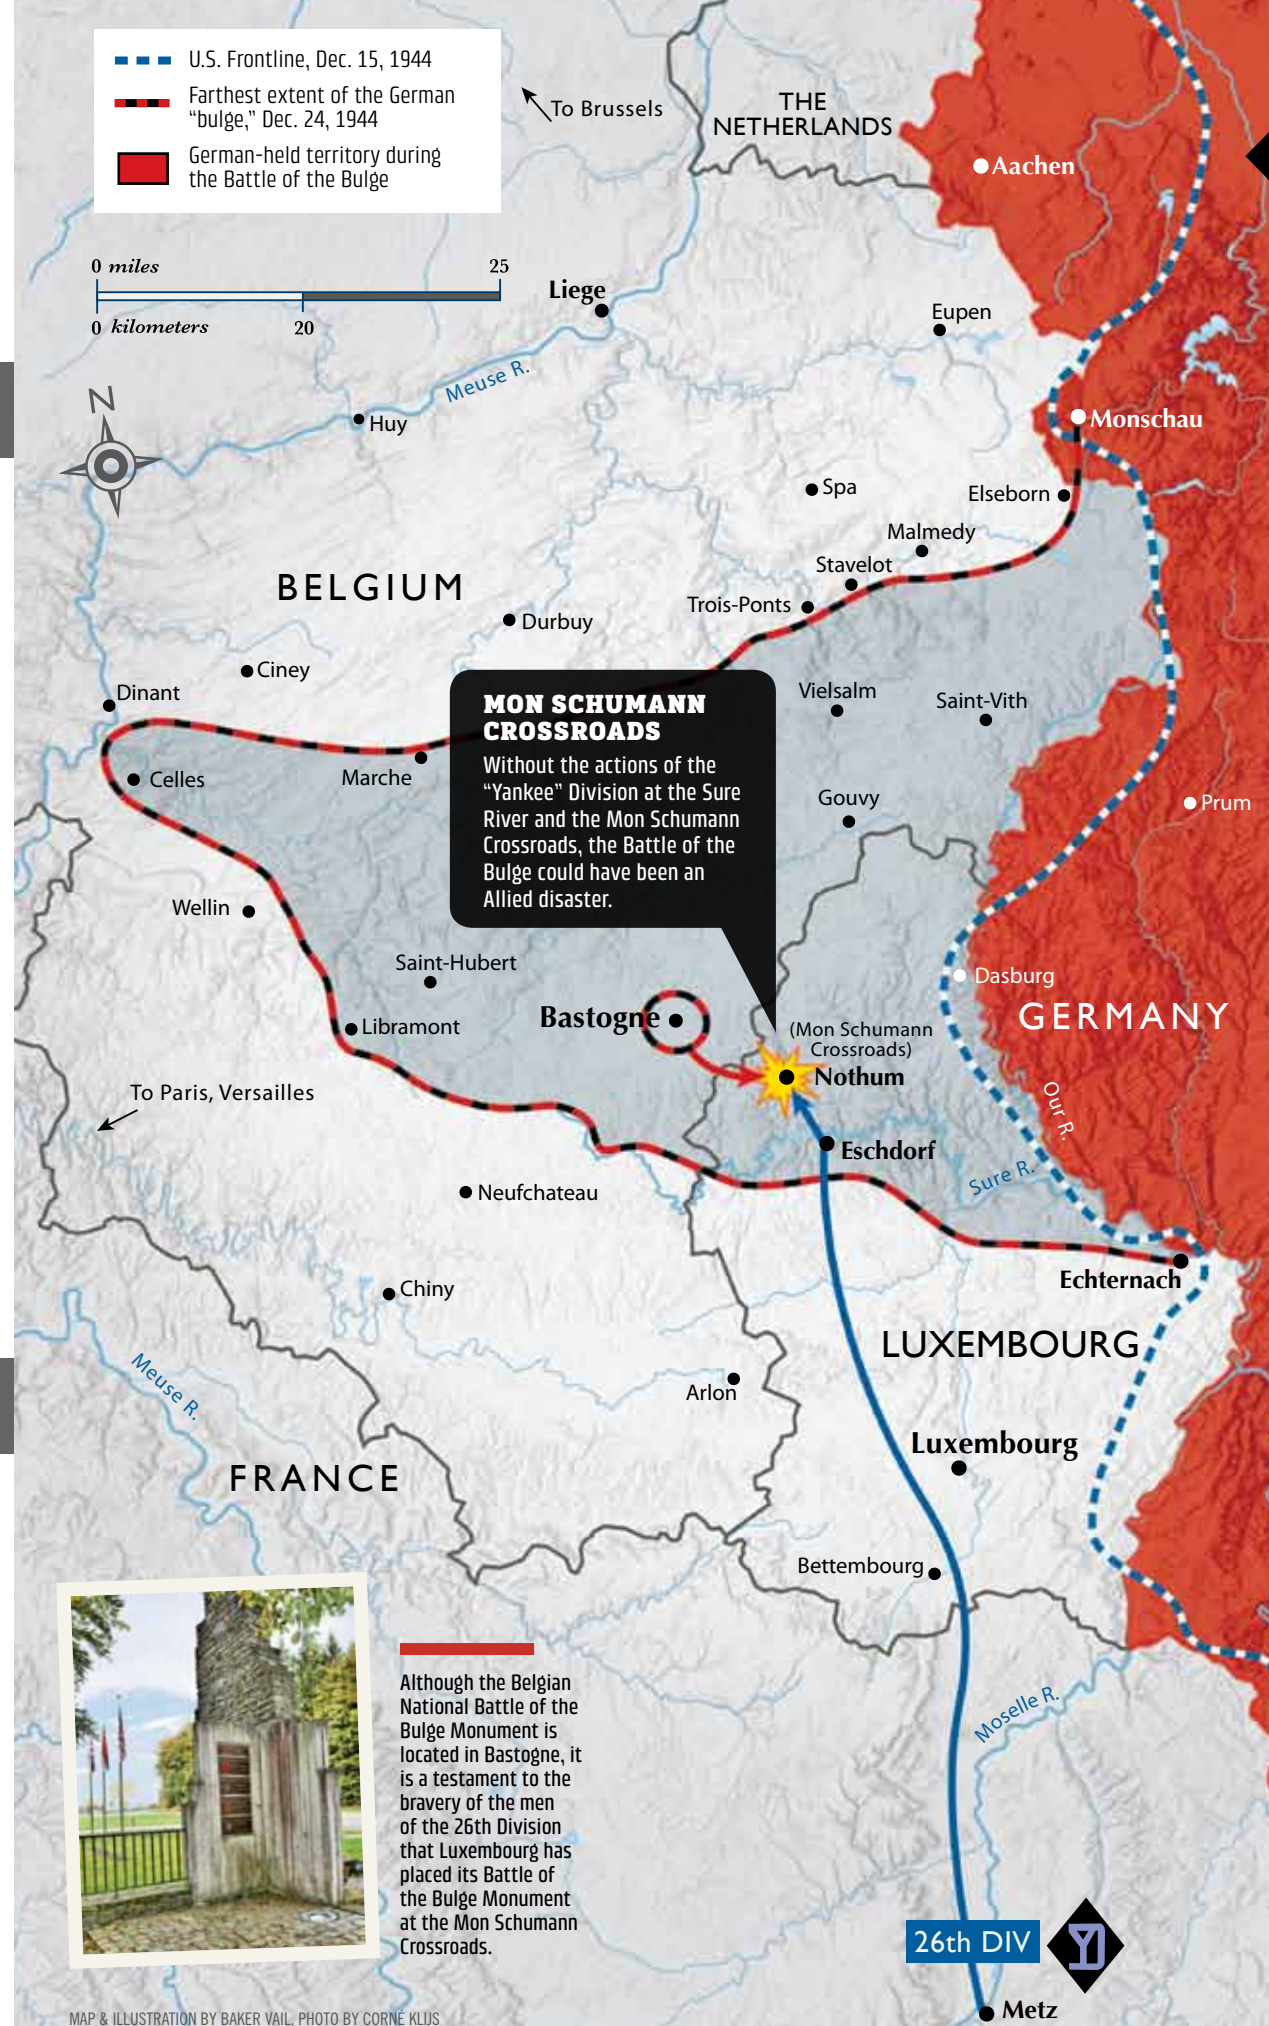 U.S. Frontline, Dec. 15, 1944
Farthest extent of the German
“bulge,” Dec. 24, 1944
German-held territory during
the Battle of the Bulge
0 miles 25
0 kilometers 20
N
To Brussels
THE
NETHERLANDS
Aachen
Liege
Eupen
Meuse R.
Huy
Monschau
Spa
Elseborn
Malmedy
Stavelot
Trois-Ponts
BELGIUM
Durbuy
Ciney
Dinant
Celles
Marche
MON SCHUMANN
CROSSROADS
Without the actions of the
“Yankee” Division at the Sure
River and the Mon Schumann
Crossroads, the Battle of the
Bulge could have been an
Allied disaster.
Vielsalm
Saint-Vith
Gouvy
Prum
Wellin
Saint-Hubert
Libramont
Bastogne
Dasburg
GERMANY
(Mon Schumann
Crossroads)
Nothum
Our R.
To Paris, Versailles
Eschdorf
Sure R.
Neufchateau
Echternach
Chiny
LUXEMBOURG
Meuse R.
Arlon
Luxembourg
FRANCE
Bettembourg
Moselle R.
Although the Belgian
National Battle of the
Bulge Monument is
located in Bastogne, it
is a testament to the
bravery of the men
of the 26th Division
that Luxembourg has
placed its Battle of
the Bulge Monument
at the Mon Schumann
Crossroads.
26th DIV
YD
Metz
MAP & ILLUSTRATION BY BAKER VAIL, PHOTO BY CORNÉ KLIJS